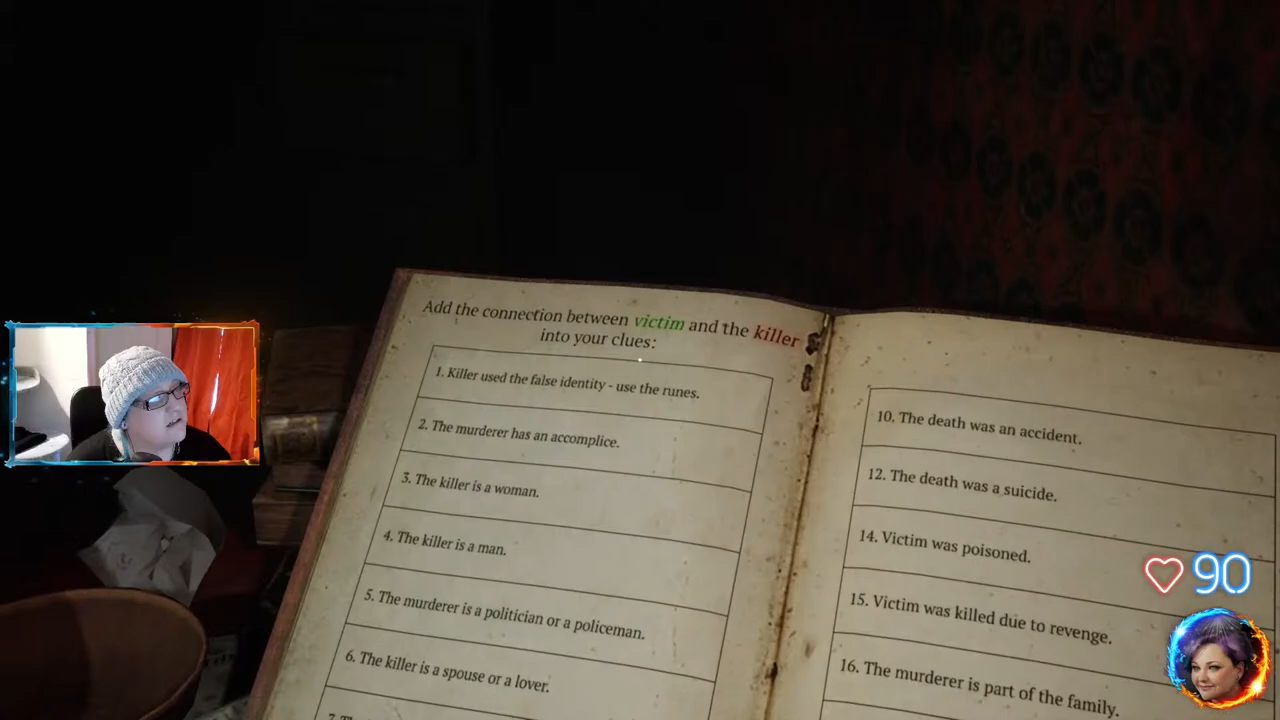 Add the connection between victim and the killer
into your clues:
1. Killer used the false identity - use the runes.
2. The murderer has an accomplice.
3. The killer is a woman.
4. The killer is a man.
5. The murderer is a politician or a policeman.
6. The killer is a spouse or a lover.
10. The death was an accident.
12. The death was a suicide.
14. Victim was poisoned.
15. Victim was killed due to revenge.
16. The murderer is part of the family.
90